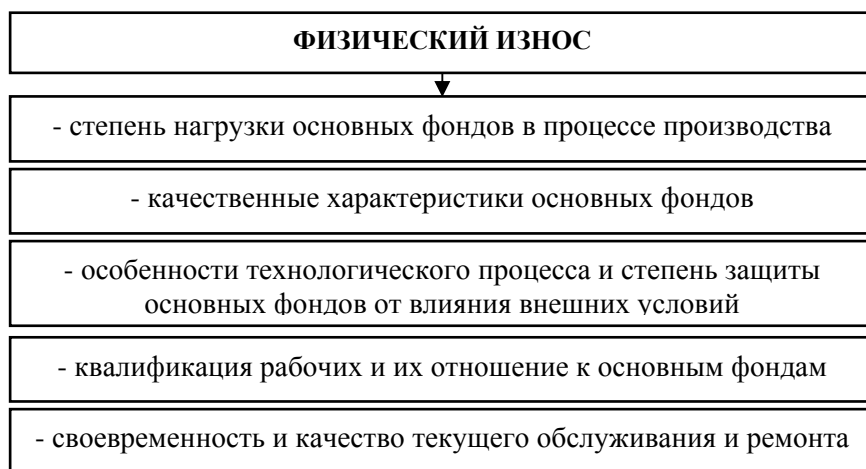 ФИЗИЧЕСКИЙ ИЗНОС
- степень нагрузки основных фондов в процессе производства
- качественные характеристики основных фондов
- особенности технологического процесса и степень защиты
основных фондов от влияния внешних условий
- квалификация рабочих и их отношение к основным фондам
- своевременность и качество текущего обслуживания и ремонта